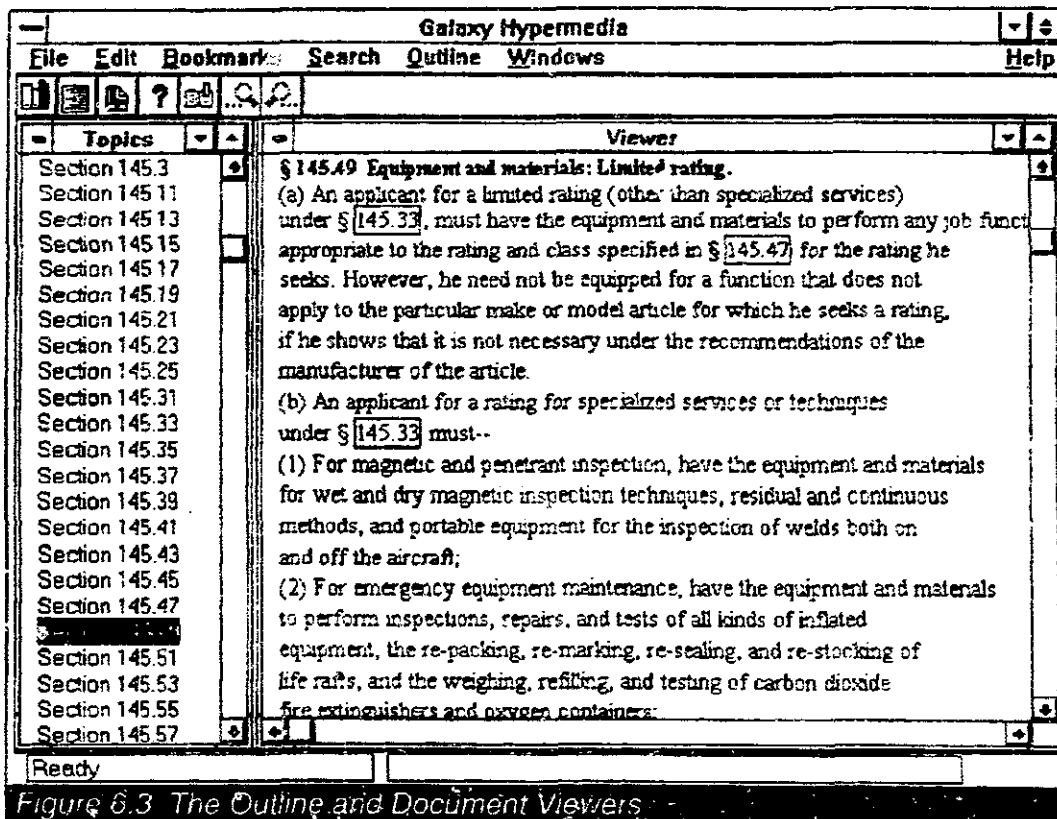 Galaxy Hypermedia
File Edit Bookmarks Search Outline Windows Help
?
Topics
Section 145.3
Section 145 11
Section 145 13
Section 145 15
Section 145 17
Section 145.19
Section 145.21
Section 145.23
Section 145.25
Section 145.31
Section 145.33
Section 145.35
Section 145.37
Section 145.39
Section 145.41
Section 145.43
Section 145.45
Section 145.47
Section 145.51
Section 145.53
Section 145.55
Section 145.57
Viewer
§ 145.49 Equipment and materials: Limited rating.
(a) An applicant for a limited rating (other than specialized services)
under § 145.33, must have the equipment and materials to perform any job funct
appropriate to the rating and class specified in § 145.47 for the rating he
seeks. However, he need not be equipped for a function that does not
apply to the particular make or model article for which he seeks a rating,
if he shows that it is not necessary under the recommendations of the
manufacturer of the article.
(b) An applicant for a rating for specialized services or techniques
under § 145.33 must--
(1) For magnetic and penetrant inspection, have the equipment and materials
for wet and dry magnetic inspection techniques, residual and continuous
methods, and portable equipment for the inspection of welds both on
and off the aircraft;
(2) For emergency equipment maintenance, have the equipment and materials
to perform inspections, repairs, and tests of all kinds of inflated
equipment, the re-packing, re-marking, re-sealing, and re-stocking of
life rafts, and the weighing, refilling, and testing of carbon dioxide
fire extinguishers and oxygen containers;
Ready
Figure 6.3 The Outline and Document Viewers